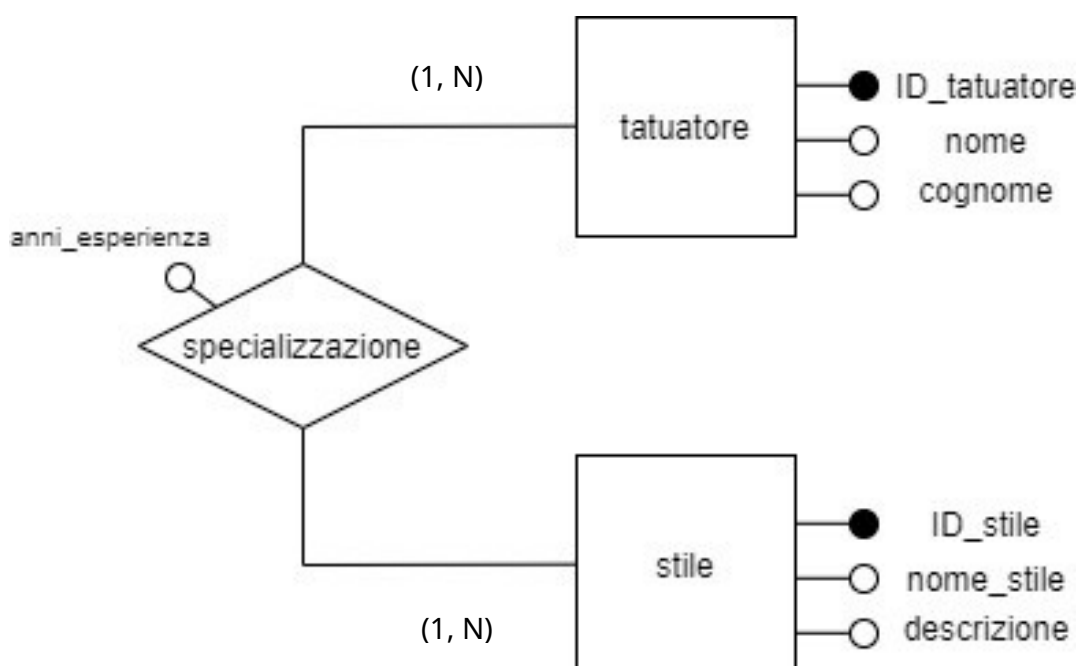 (1, N)
tatuatore
ID_tatuatore
nome
cognome
anni_esperienza
specializzazione
stile
ID_stile
nome_stile
descrizione
(1, N)